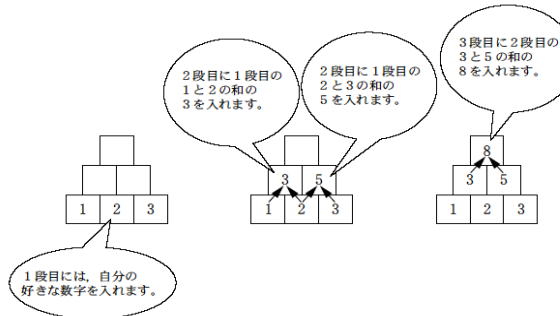 2段目に1段目の
1と2の和の
3を入れます。
2段目に1段目の
2と3の和の
5を入れます。
3段目に2段目の
3と5の和の
8を入れます。
1 2 3
3 5
1 2 3
8
3 5
1 2 3
1段目には，自分の
好きな数字を入れます。